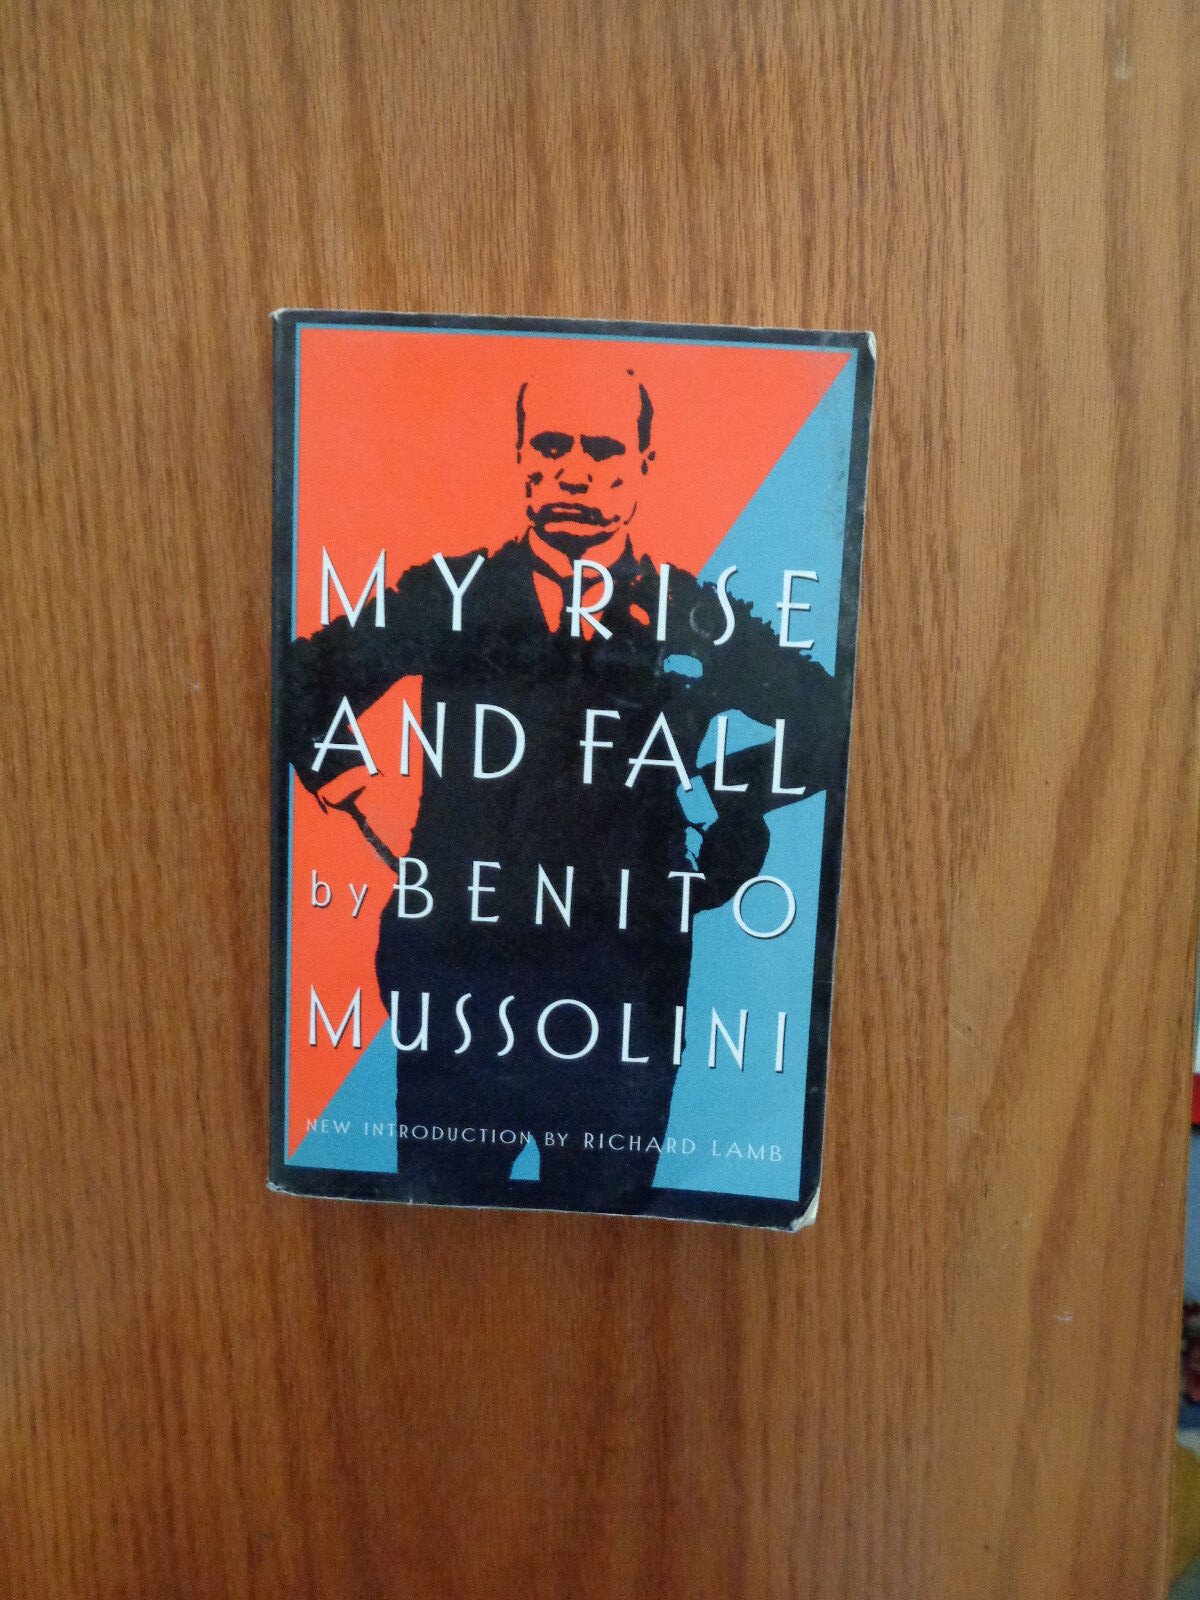 MY RISE
AND FALL
by BENITO
MUSSOLINI
NEW INTRODUCTION BY RICHARD LAMB